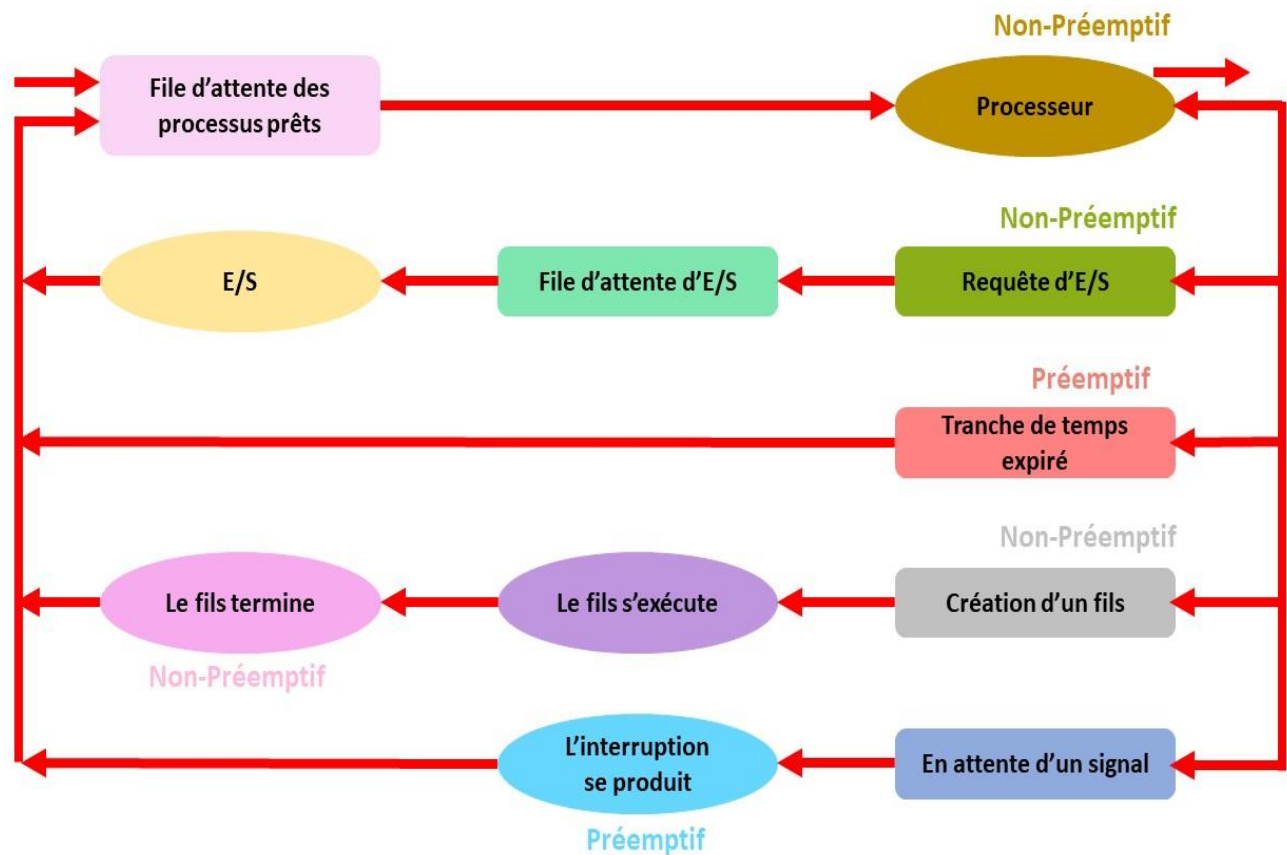 Non-Préemptif
File d'attente des
processus prêts
Processeur
Non-Préemptif
E/S
File d'attente d'E/S
Requête d'E/S
Préemptif
Tranche de temps
expiré
Non-Préemptif
Le fils termine
Le fils s'exécute
Création d'un fils
Non-Préemptif
L'interruption
se produit
En attente d'un signal
Préemptif